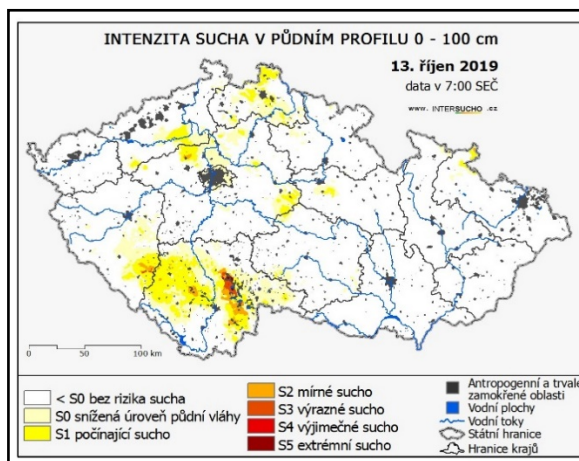 INTENZITA SUCHA V PŮDNÍM PROFILU 0 - 100 cm
13. říjen 2019
data v 7:00 SEČ
www. INTERSUCHO .cz
0 50 100 km
< S0 bez rizika sucha
S0 snížená úroveň půdní vláhy
S1 počínající sucho
S2 mírné sucho
S3 výrazné sucho
S4 výjimečné sucho
S5 extrémní sucho
Antropogenní a trvale
zamokřené oblasti
Vodní plochy
Vodní toky
Státní hranice
Hranice krajů